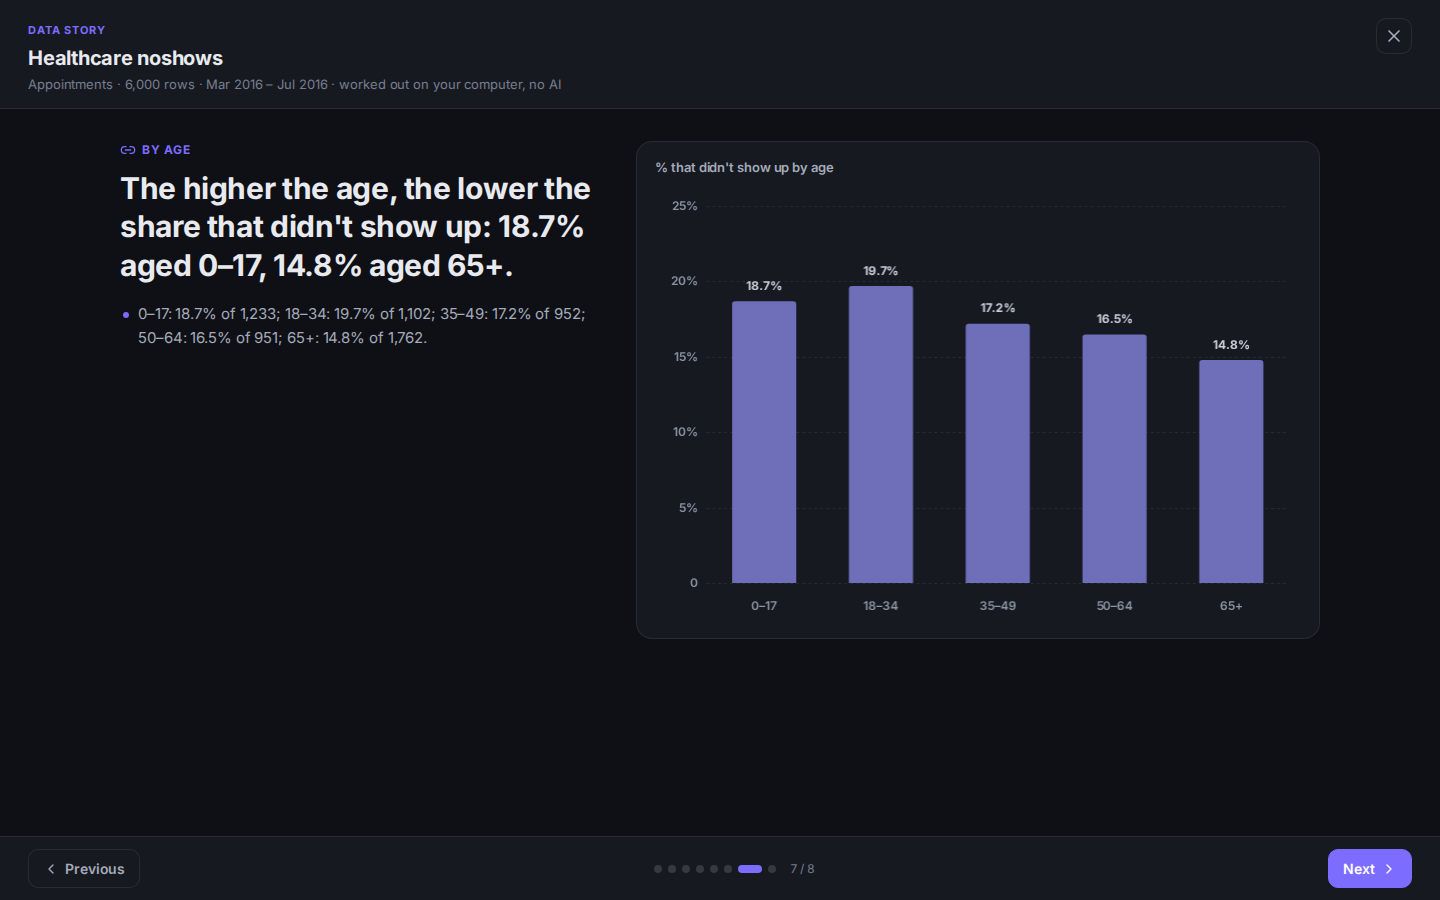 DATA STORY
Healthcare noshows
Appointments · 6,000 rows · Mar 2016 – Jul 2016 · worked out on your computer, no AI
BY AGE
The higher the age, the lower the
share that didn't show up: 18.7%
aged 0–17, 14.8% aged 65+.
0–17: 18.7% of 1,233; 18–34: 19.7% of 1,102; 35–49: 17.2% of 952;
50–64: 16.5% of 951; 65+: 14.8% of 1,762.
% that didn't show up by age
25%
20%
15%
10%
5%
0
18.7%
19.7%
17.2%
16.5%
14.8%
0–17
18–34
35–49
50–64
65+
Previous
7 / 8
Next